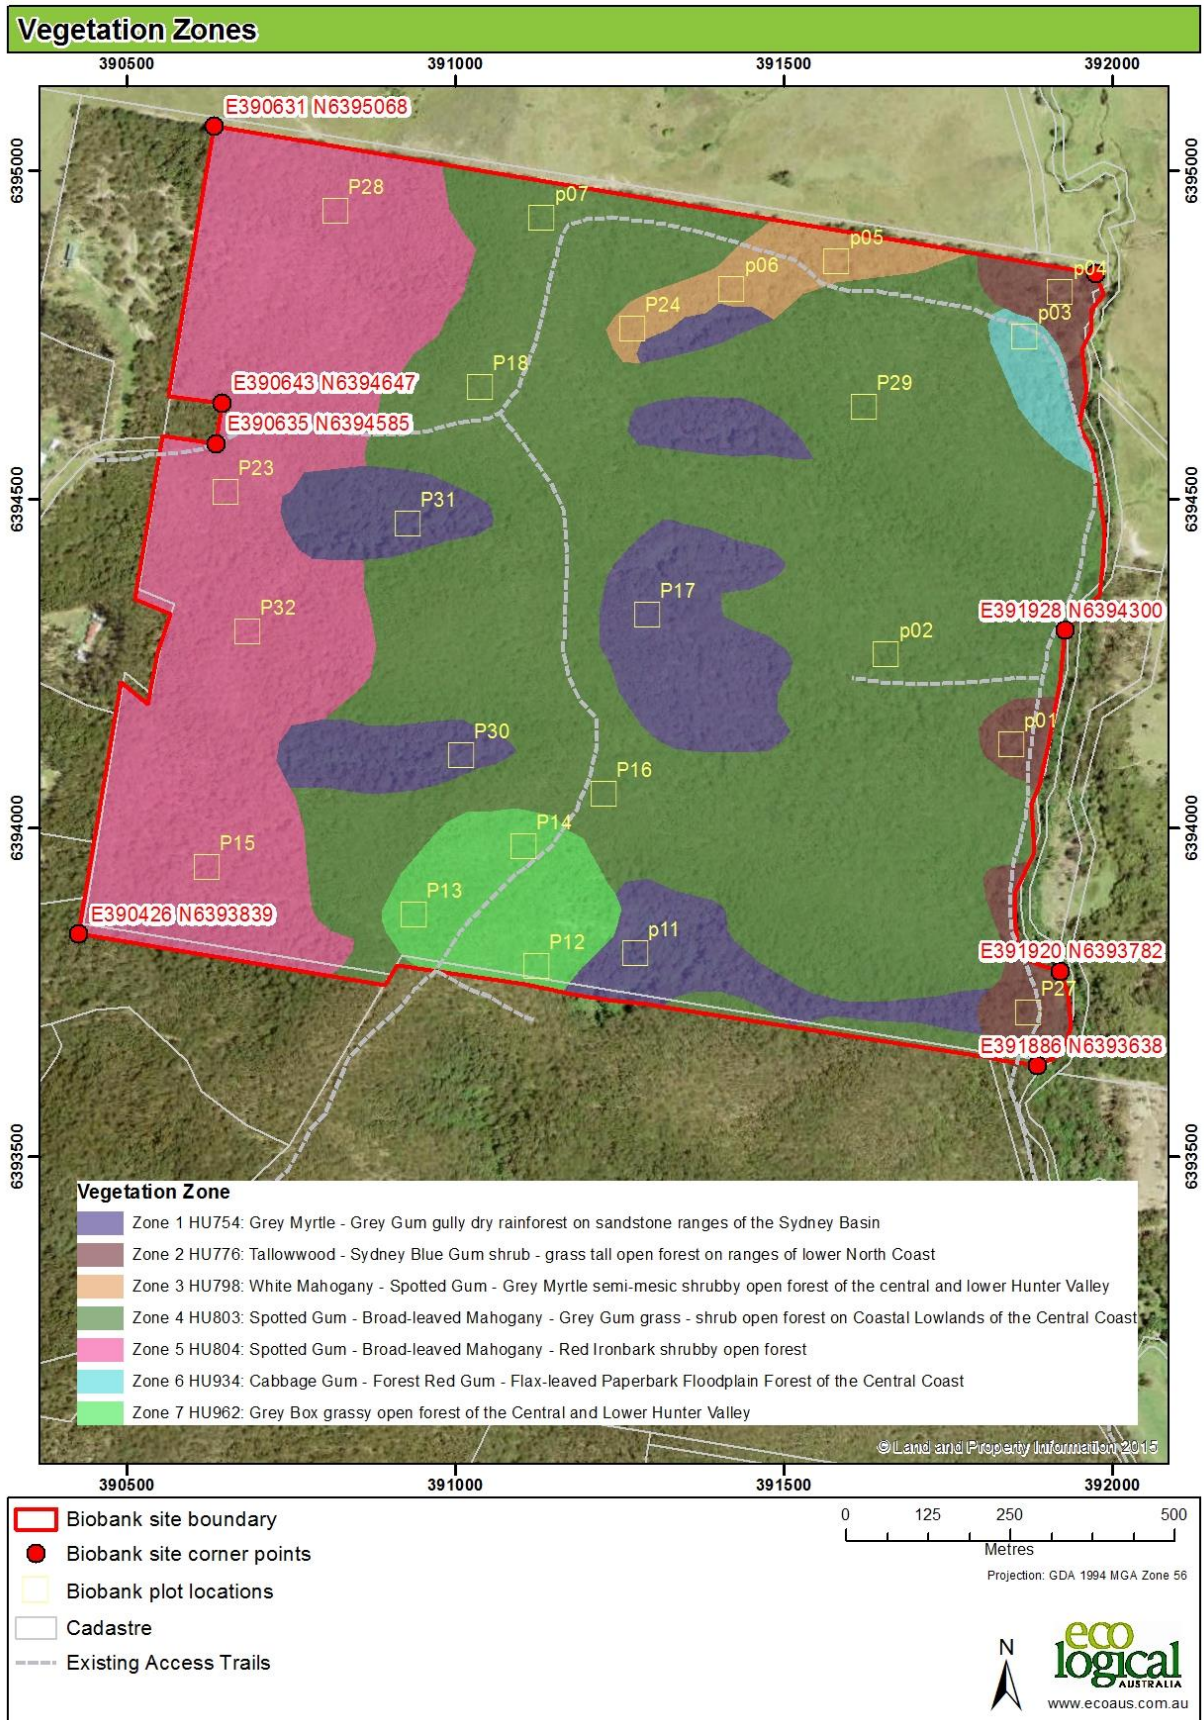 Vegetation Zones
390500
391000
391500
392000
E390631 N6395068
6395000
6395000
P28
p07
p05
p06
p04
P24
p03
E390643 N6394647
P18
P29
E390635 N6394585
P23
P31
6394500
6394500
P17
P32
E391928 N6394300
p02
p01
P30
P16
P14
6394000
6394000
P15
P13
E390426 N6393839
P12
p11
E391920 N6393782
P27
E391886 N6393638
6393500
6393500
Vegetation Zone
Zone 1 HU754: Grey Myrtle - Grey Gum gully dry rainforest on sandstone ranges of the Sydney Basin
Zone 2 HU776: Tallowwood - Sydney Blue Gum shrub - grass tall open forest on ranges of lower North Coast
Zone 3 HU798: White Mahogany - Spotted Gum - Grey Myrtle semi-mesic shrubby open forest of the central and lower Hunter Valley
Zone 4 HU803: Spotted Gum - Broad-leaved Mahogany - Grey Gum grass - shrub open forest on Coastal Lowlands of the Central Coast
Zone 5 HU804: Spotted Gum - Broad-leaved Mahogany - Red Ironbark shrubby open forest
Zone 6 HU934: Cabbage Gum - Forest Red Gum - Flax-leaved Paperbark Floodplain Forest of the Central Coast
Zone 7 HU962: Grey Box grassy open forest of the Central and Lower Hunter Valley
© Land and Property Information 2015
390500
391000
391500
392000
Biobank site boundary
Biobank site corner points
Biobank plot locations
Cadastre
Existing Access Trails
0
125
250
500
Metres
Projection: GDA 1994 MGA Zone 56
N
eco
logical
AUSTRALIA
www.ecoaus.com.au